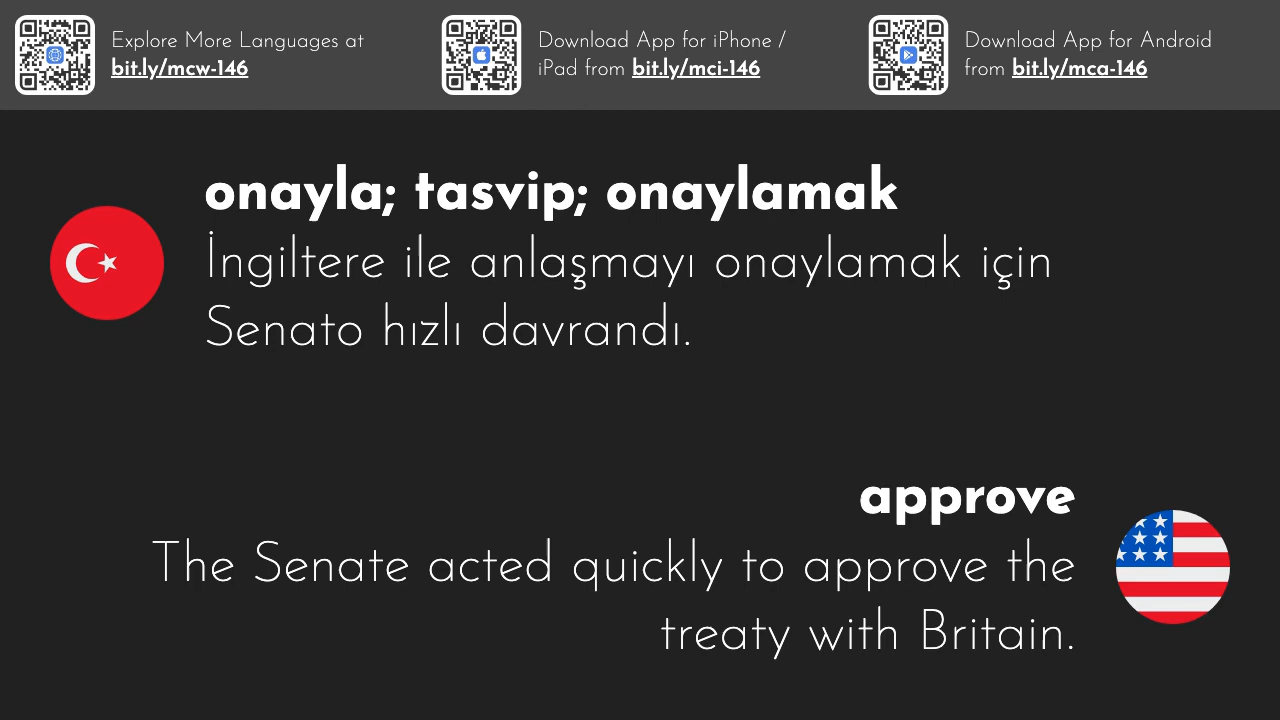 Explore More Languages at
bit.ly/mcw-146
Download App for iPhone /
iPad from bit.ly/mci-146
Download App for Android
from bit.ly/mca-146
onayla; tasvip; onaylamak
İngiltere ile anlaşmayı onaylamak için
Senato hızlı davrandı.
approve
The Senate acted quickly to approve the
treaty with Britain.